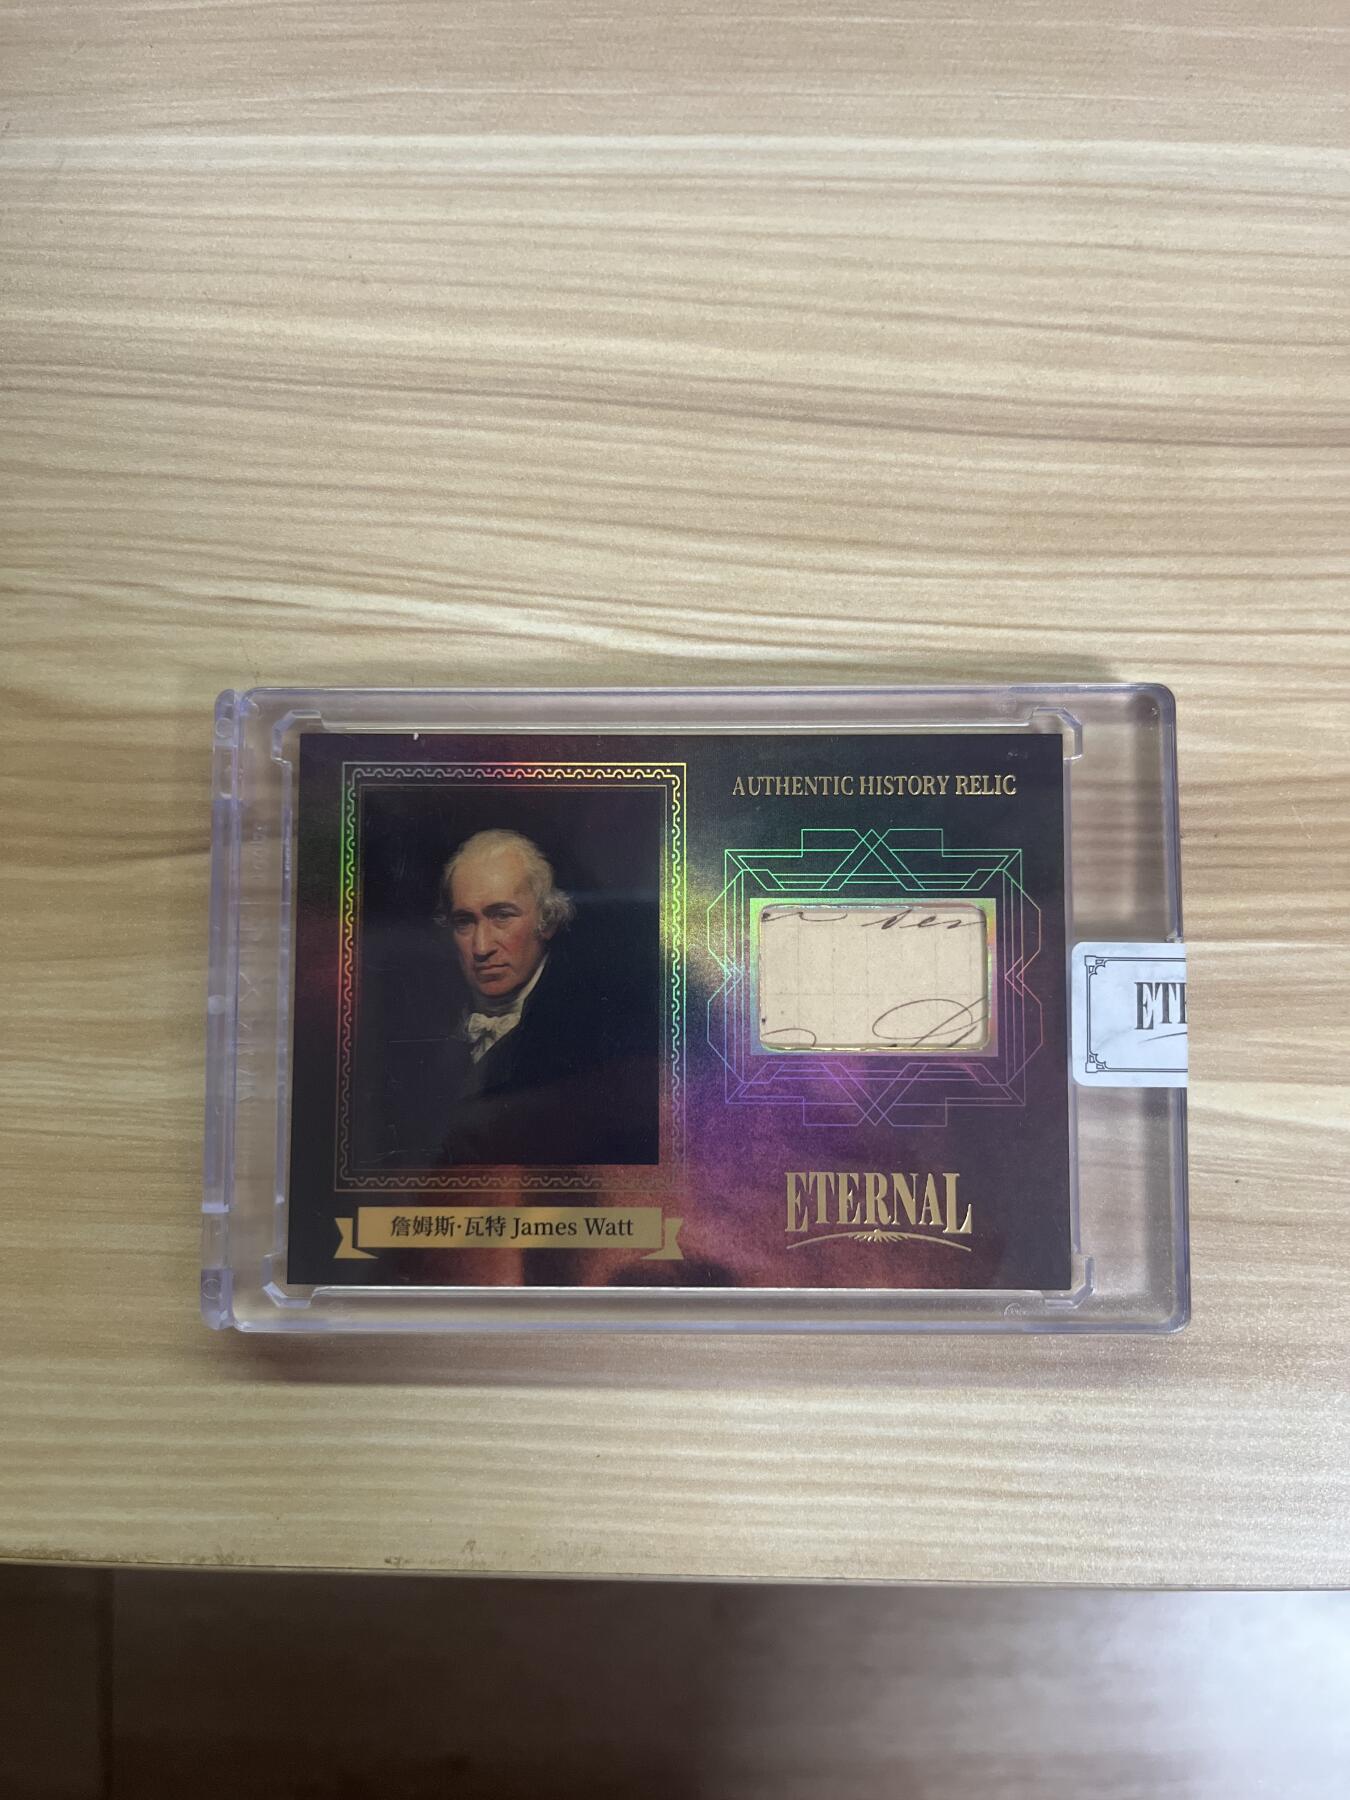 AUTHENTIC HISTORY RELIC
ETERNAL
詹姆斯·瓦特 James Watt